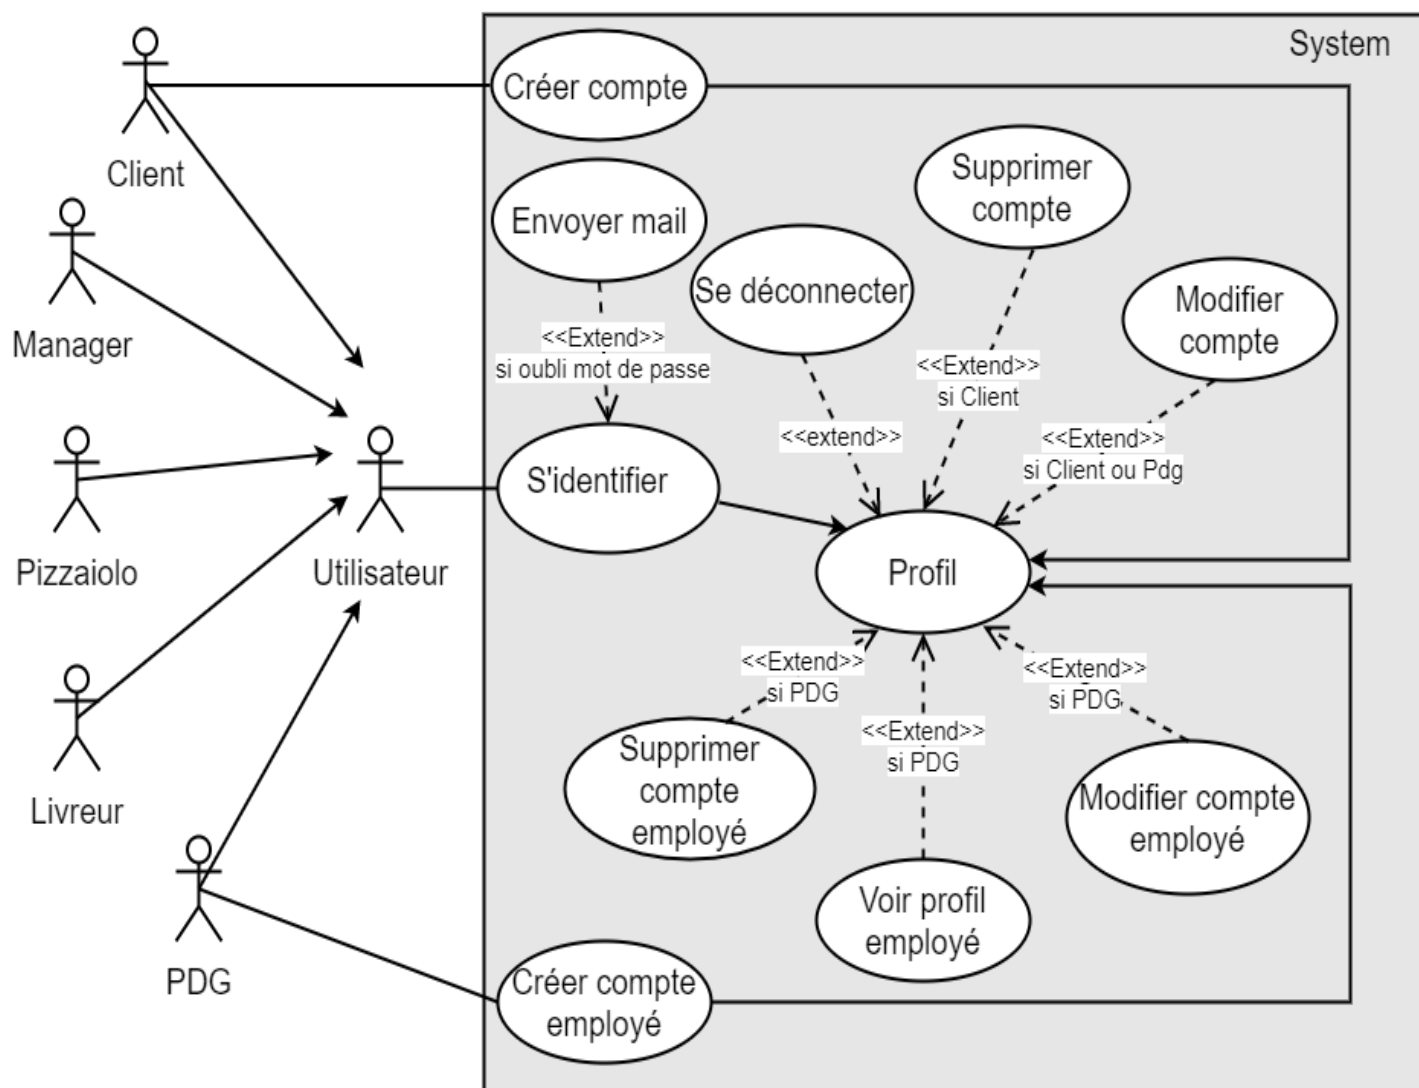 System
Créer compte
Client
Supprimer
compte
Envoyer mail
Se déconnecter
Modifier
compte
Manager
<<Extend>>
si oubli mot de passe
<<Extend>>
si Client
<<extend>>
<<Extend>>
si Client ou Pdg
S'identifier
Pizzaiolo
Utilisateur
Profil
<<Extend>>
si PDG
<<Extend>>
si PDG
<<Extend>>
si PDG
Supprimer
compte
employé
Livreur
Modifier compte
employé
Voir profil
employé
PDG
Créer compte
employé